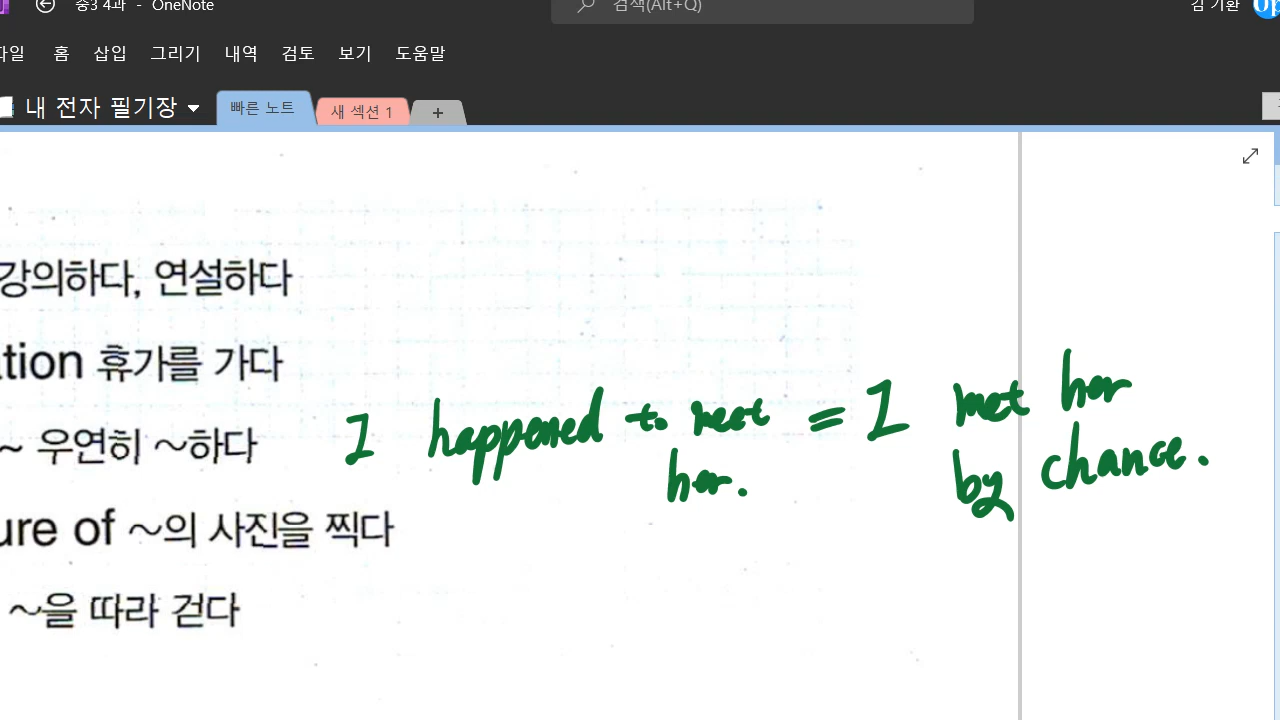 중3 4과 - OneNote
검색(Alt+Q)
김 기환
파일 홈 삽입 그리기 내역 검토 보기 도움말
내 전자 필기장 빠른 노트 새 섹션 1 +
강의하다, 연설하다
ation 휴가를 가다
~ 우연히 ~하다
I happened to meet = I met her
her. by chance.
ure of ~의 사진을 찍다
~을 따라 걷다